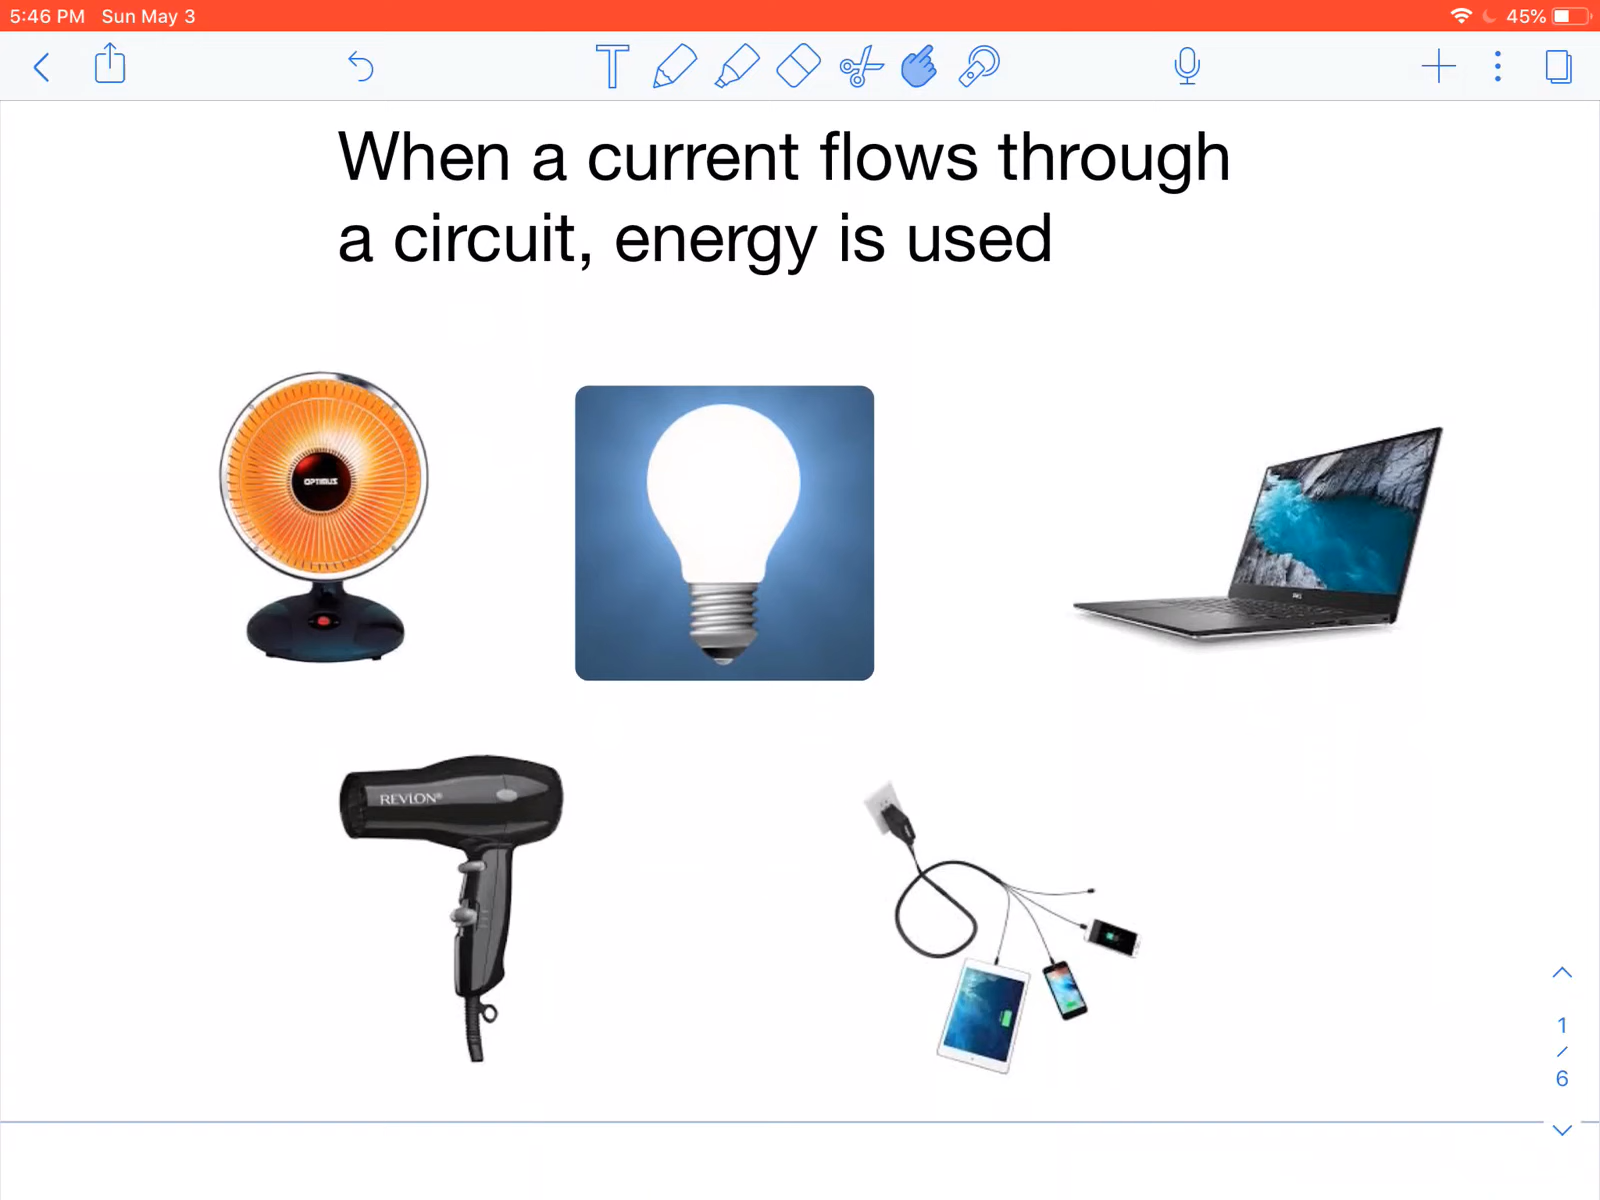 5:46 PM Sun May 3
45%
When a current flows through
a circuit, energy is used
OPTIMUS
DELL
REVLON®
1
/
6